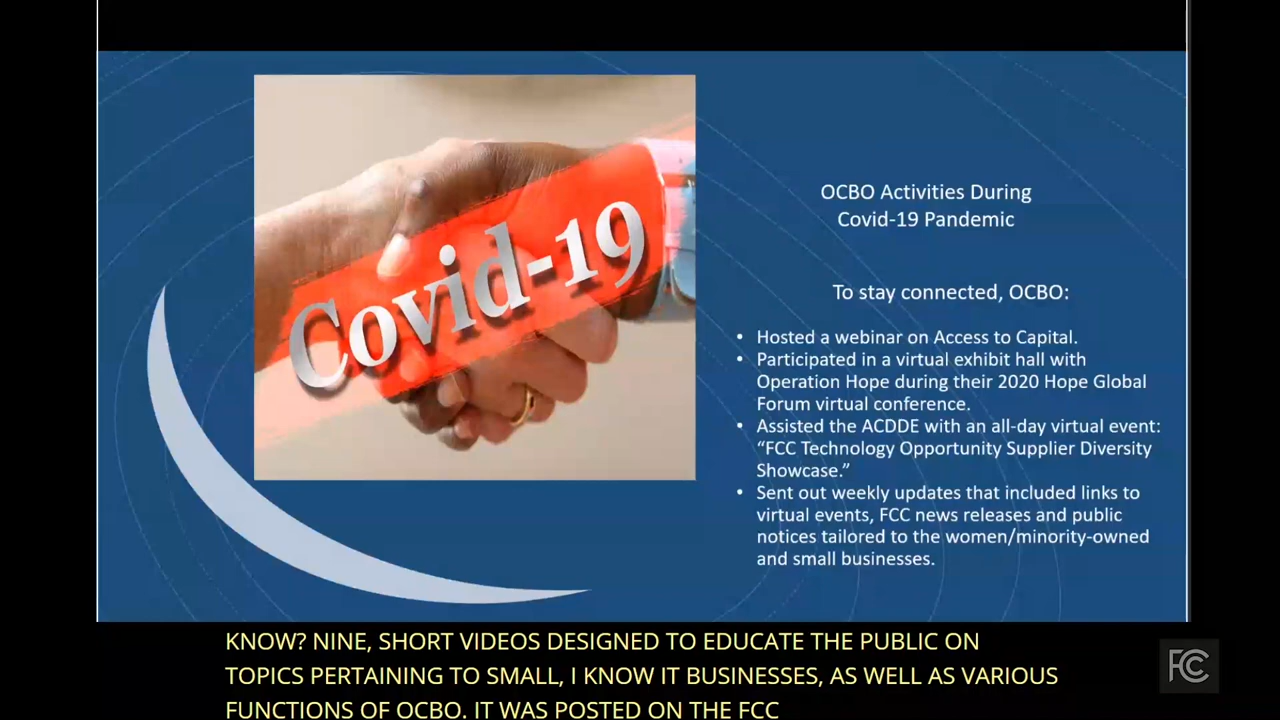 Covid-19
OCBO Activities During
Covid-19 Pandemic
To stay connected, OCBO:
• Hosted a webinar on Access to Capital.
• Participated in a virtual exhibit hall with
Operation Hope during their 2020 Hope Global
Forum virtual conference.
• Assisted the ACDDE with an all-day virtual event:
“FCC Technology Opportunity Supplier Diversity
Showcase.”
• Sent out weekly updates that included links to
virtual events, FCC news releases and public
notices tailored to the women/minority-owned
and small businesses.
KNOW? NINE, SHORT VIDEOS DESIGNED TO EDUCATE THE PUBLIC ON
TOPICS PERTAINING TO SMALL, I KNOW IT BUSINESSES, AS WELL AS VARIOUS
FUNCTIONS OF OCBO. IT WAS POSTED ON THE FCC
FCC